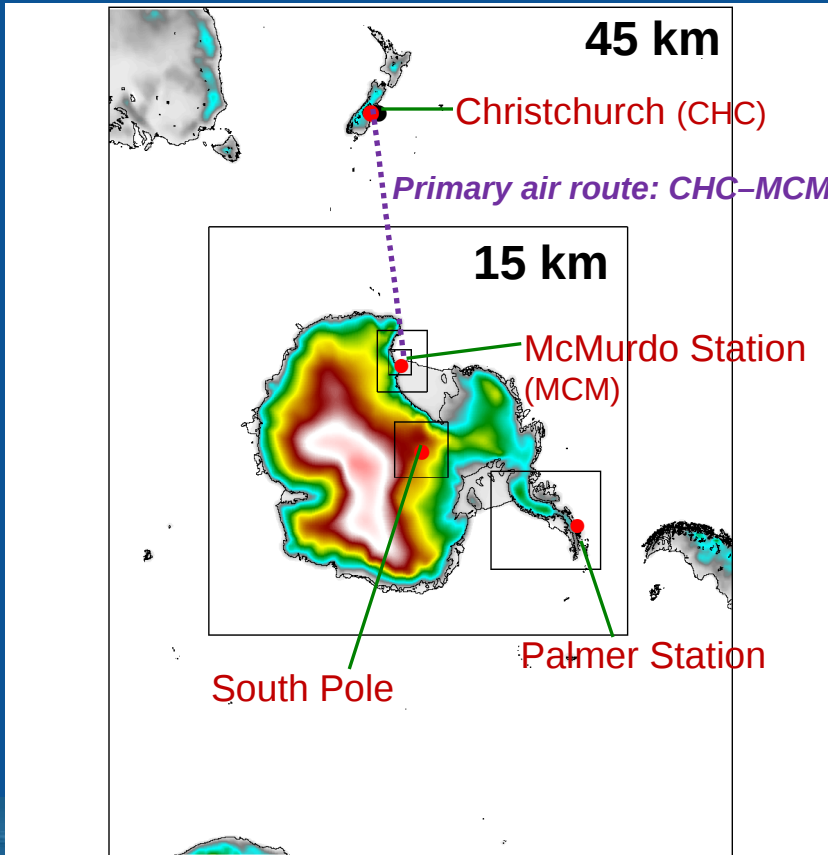 45 km
Christchurch (CHC)
Primary air route: CHC–MCM
15 km
McMurdo Station
(MCM)
Palmer Station
South Pole